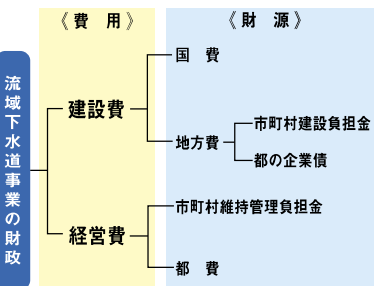 《費 用》
《財 源》
流域下水道事業の財政
建設費
国 費
地方費
市町村建設負担金
都の企業債
経営費
市町村維持管理負担金
都 費